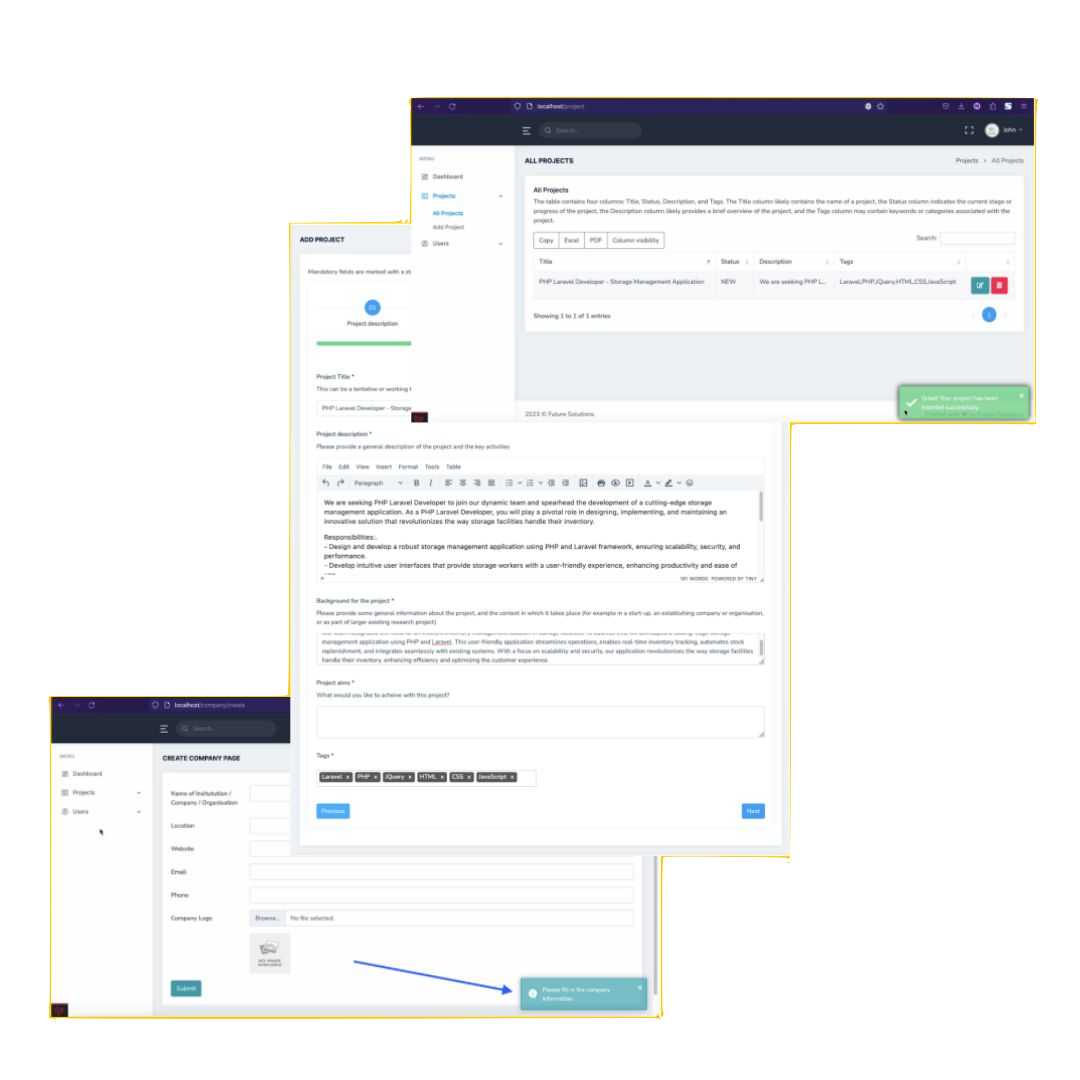 localhost/project
Search...
John
MENU
Dashboard
Projects
All Projects
Add Project
Users
ALL PROJECTS
Projects > All Projects
All Projects
The table contains four columns: Title, Status, Description, and Tags. The Title column likely contains the name of a project, the Status column indicates the current stage or
progress of the project, the Description column likely provides a brief overview of the project, and the Tags column may contain keywords or categories associated with the
project.
Copy Excel PDF Column visibility
Search:
Title Status Description Tags
PHP Laravel Developer - Storage Management Application NEW We are seeking PHP L... Laravel,PHP,JQuery,HTML,CSS,JavaScript
Showing 1 to 1 of 1 entries
1
Great! Your project has been
inserted successfully.
2023 © Future Solutions
Crafted with ❤ by Future Solutions
ADD PROJECT
Mandatory fields are marked with a st
01
Project description
Project Title *
This can be a tentative or working t
PHP Laravel Developer - Storage
Project description *
Please provide a general description of the project and the key activities
File Edit View Insert Format Tools Table
Paragraph B I
We are seeking PHP Laravel Developer to join our dynamic team and spearhead the development of a cutting-edge storage
management application. As a PHP Laravel Developer, you will play a pivotal role in designing, implementing, and maintaining an
innovative solution that revolutionizes the way storage facilities handle their inventory.
Responsibilities:.
- Design and develop a robust storage management application using PHP and Laravel framework, ensuring scalability, security, and
performance.
- Develop intuitive user interfaces that provide storage workers with a user-friendly experience, enhancing productivity and ease of
P 181 WORDS POWERED BY TINY
Background for the project *
Please provide some general information about the project, and the context in which it takes place (for example in a start-up, an establishing company or organisation,
or as part of larger existing research project)
management application using PHP and Laravel. This user-friendly application streamlines operations, enables real-time inventory tracking, automates stock
replenishment, and integrates seamlessly with existing systems. With a focus on scalability and security, our application revolutionizes the way storage facilities
handle their inventory, enhancing efficiency and optimizing the customer experience.
Project aims *
What would you like to acheive with this project?
Tags *
Laravel x PHP x JQuery x HTML x CSS x JavaScript x
Previous
Next
localhost/company/create
Search...
MENU
Dashboard
Projects
Users
CREATE COMPANY PAGE
Name of Insitutution /
Company / Organisation
Location
Website
Email
Phone
Company Logo
Browse... No file selected.
NO IMAGE
AVAILABLE
Submit
Please fill in the company
information.